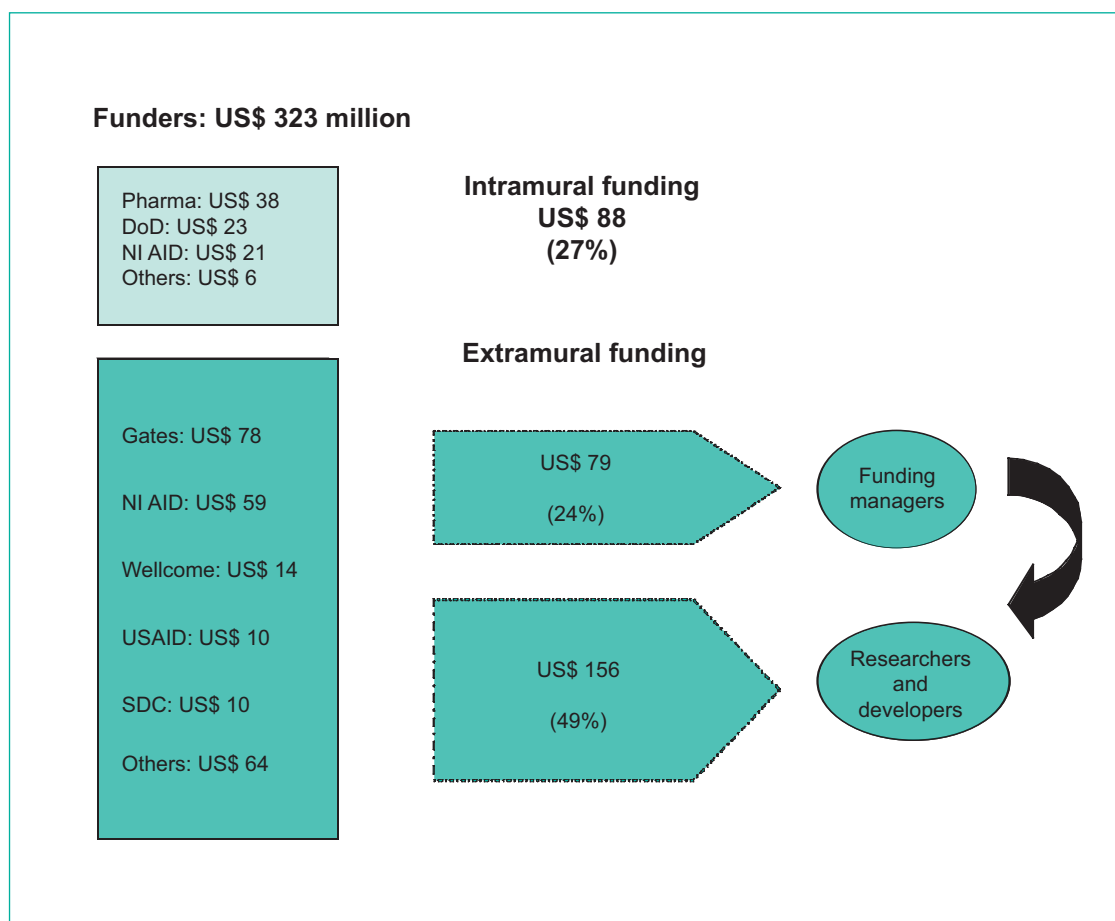 Funders: US$ 323 million
Pharma: US$ 38
DoD: US$ 23
NI AID: US$ 21
Others: US$ 6
Intramural funding
US$ 88
(27%)
Extramural funding
Gates: US$ 78
NI AID: US$ 59
Wellcome: US$ 14
USAID: US$ 10
SDC: US$ 10
Others: US$ 64
US$ 79
(24%)
Funding
managers
US$ 156
(49%)
Researchers
and
developers